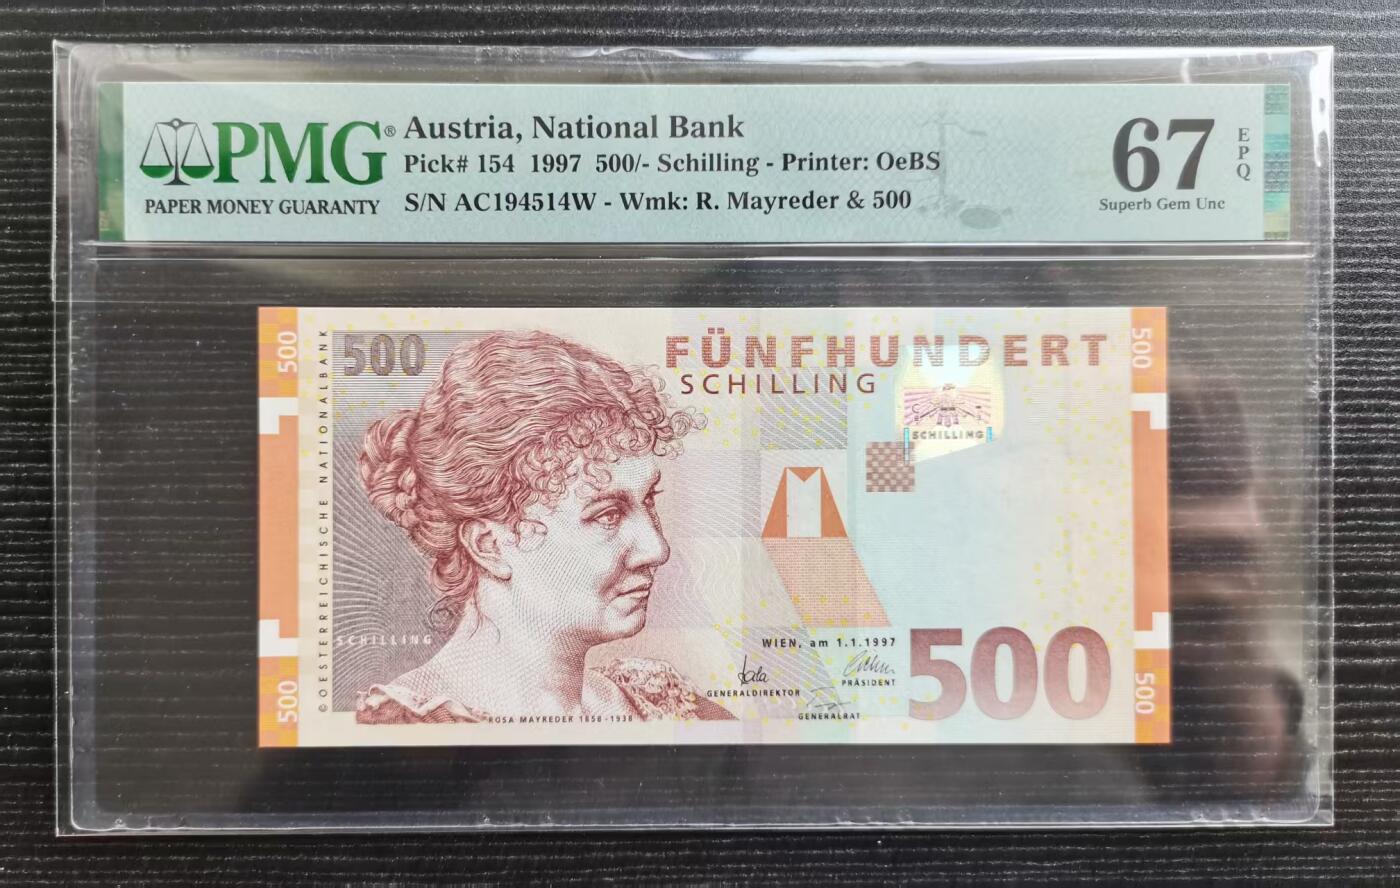 PMG® Austria, National Bank
Pick# 154 1997 500/- Schilling - Printer: OeBS
PAPER MONEY GUARANTY
S/N AC194514W - Wmk: R. Mayreder & 500
67
EPQ
Superb Gem Unc
500
500
FÜNFHUNDERT
SCHILLING
500
SCHILLING
© OESTERREICHISCHE NATIONALBANK
SCHILLING
WIEN, am 1.1.1997
GENERALDIREKTOR
PRÄSIDENT
GENERALRAT
500
500
500
ROSA MAYREDER 1858-1938